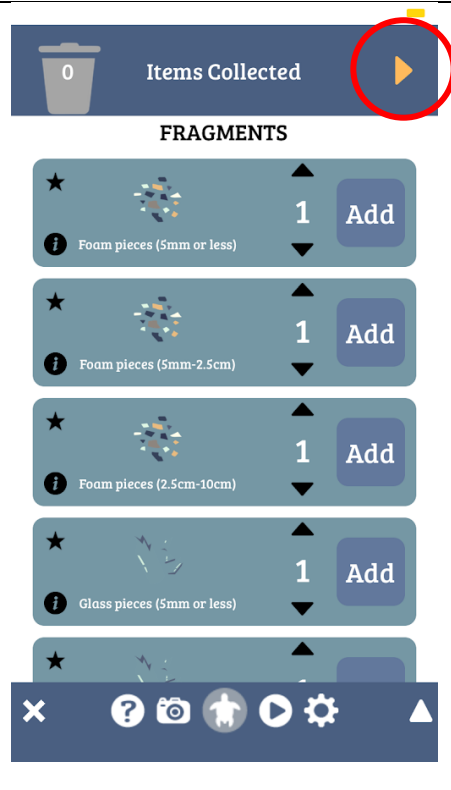 0
Items Collected
FRAGMENTS
1
Add
i Foam pieces (5mm or less)
1
Add
i Foam pieces (5mm-2.5cm)
1
Add
i Foam pieces (2.5cm-10cm)
1
Add
i Glass pieces (5mm or less)
?